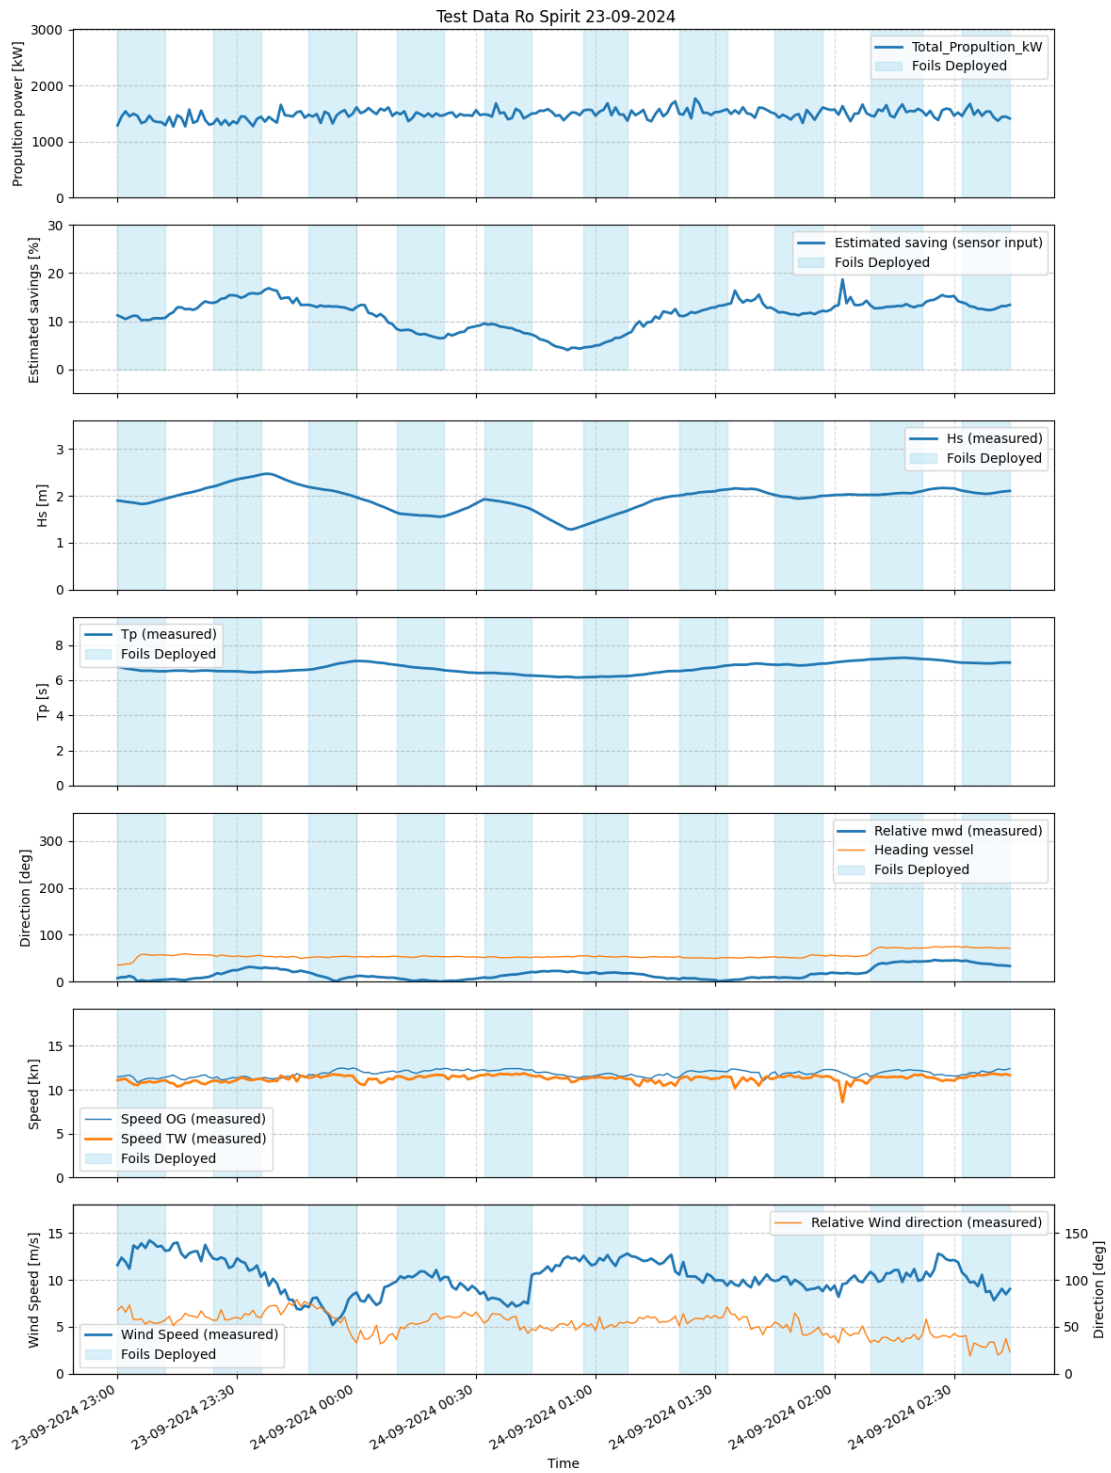 Test Data Ro Spirit 23-09-2024
Propultion power [kW]
3000
2000
1000
0
Total_Propultion_kW
Foils Deployed
Estimated savings [%]
30
20
10
0
Estimated saving (sensor input)
Foils Deployed
Hs [m]
3
2
1
0
Hs (measured)
Foils Deployed
Tp [s]
8
6
4
2
0
Tp (measured)
Foils Deployed
Direction [deg]
300
200
100
0
Relative mwd (measured)
Heading vessel
Foils Deployed
Speed [kn]
15
10
5
0
Speed OG (measured)
Speed TW (measured)
Foils Deployed
Wind Speed [m/s]
15
10
5
0
Relative Wind direction (measured)
Wind Speed (measured)
Foils Deployed
150
100
50
0
Direction [deg]
23-09-2024 23:00
23-09-2024 23:30
24-09-2024 00:00
24-09-2024 00:30
24-09-2024 01:00
24-09-2024 01:30
24-09-2024 02:00
24-09-2024 02:30
Time